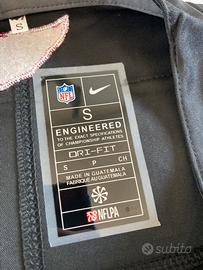 S
NFL
S
ENGINEERED
TO THE EXACT SPECIFICATIONS
OF CHAMPIONSHIP ATHLETES
DRI-FIT
S P CH
MADE IN GUATEMALA
FABRIQUÉ AU GUATEMALA
NFLPA
subito